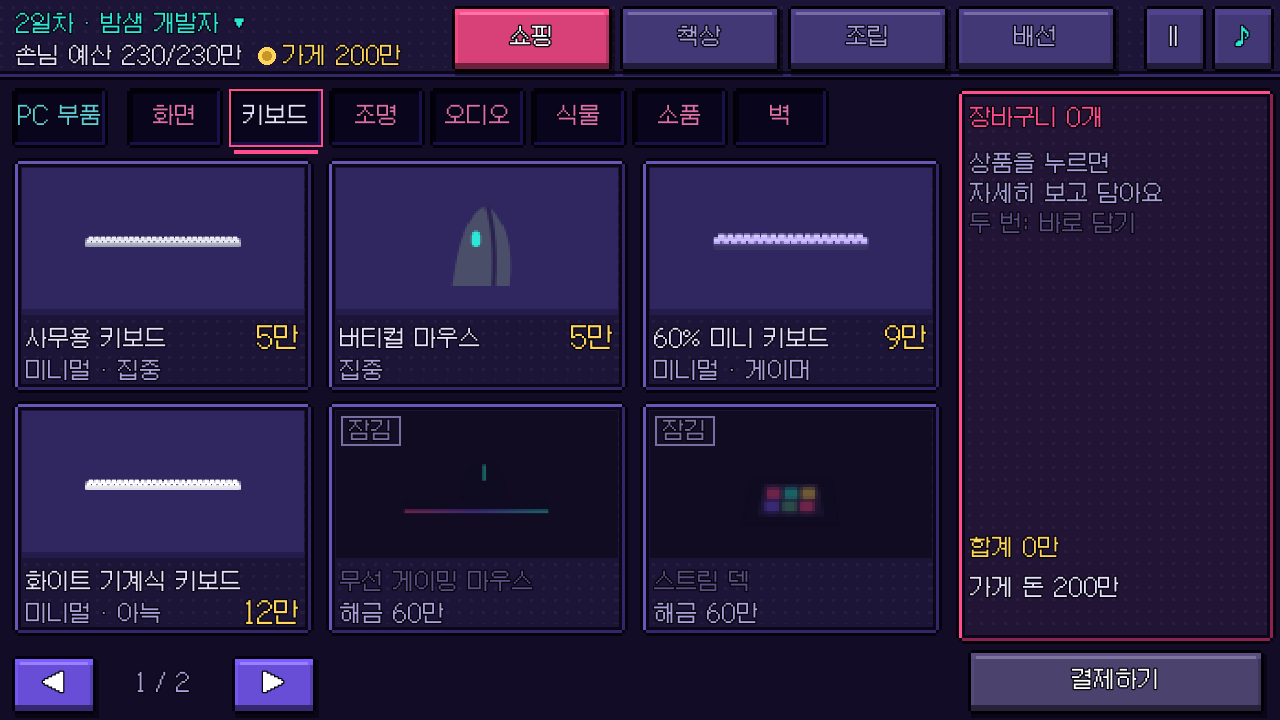 2일차 · 밤샘 개발자 ▼
손님 예산 230/230만 가게 200만
쇼핑
책상
조립
배선
PC 부품
화면
키보드
조명
오디오
식물
소품
벽
사무용 키보드 5만
미니멀 · 집중
버티컬 마우스 5만
집중
60% 미니 키보드 9만
미니멀 · 게이머
화이트 기계식 키보드
미니멀 · 아늑 12만
잠김
무선 게이밍 마우스
해금 60만
잠김
스트림 덱
해금 60만
1 / 2
장바구니 0개
상품을 누르면
자세히 보고 담아요
두 번: 바로 담기
합계 0만
가게 돈 200만
결제하기